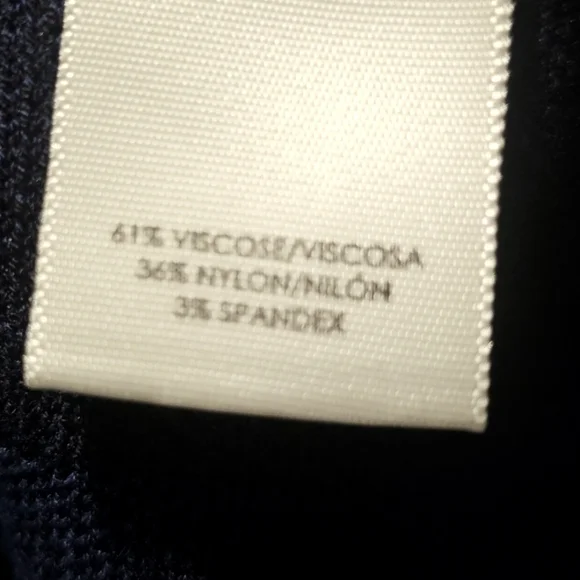 61% VISCOSE/VISCOSA
36% NYLON/NILÓN
3% SPANDEX